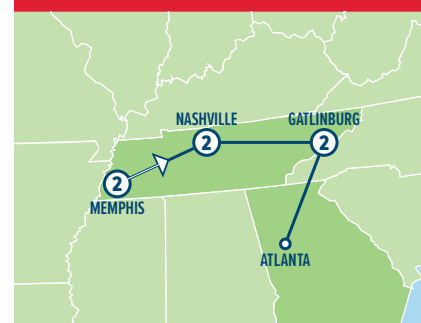 NASHVILLE
GATLINBURG
2
2
2
MEMPHIS
ATLANTA